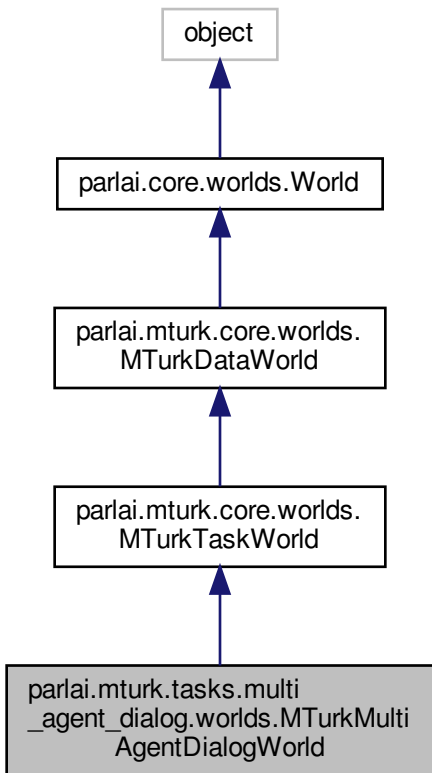 object
parlai.core.worlds.World
parlai.mturk.core.worlds.
MTurkDataWorld
parlai.mturk.core.worlds.
MTurkTaskWorld
parlai.mturk.tasks.multi
_agent_dialog.worlds.MTurkMulti
AgentDialogWorld